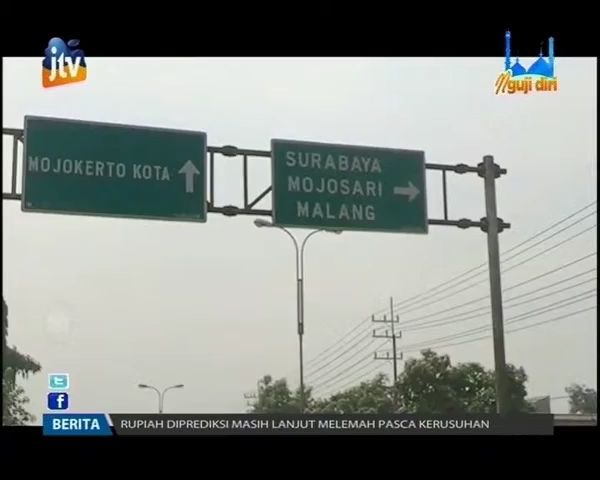 jtv
Nguji diri
MOJOKERTO KOTA
SURABAYA
MOJOSARI
MALANG
BERITA
RUPIAH DIPREDIKSI MASIH LANJUT MELEMAH PASCA KERUSUHAN